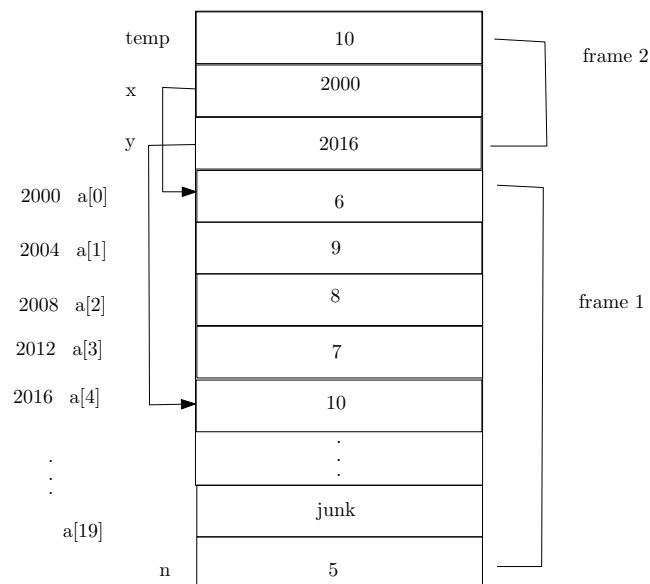 temp 10 frame 2
x 2000
y 2016
2000 a[0] 6
2004 a[1] 9
2008 a[2] 8 frame 1
2012 a[3] 7
2016 a[4] 10
.
.
.
.
.
.
junk
a[19]
n 5